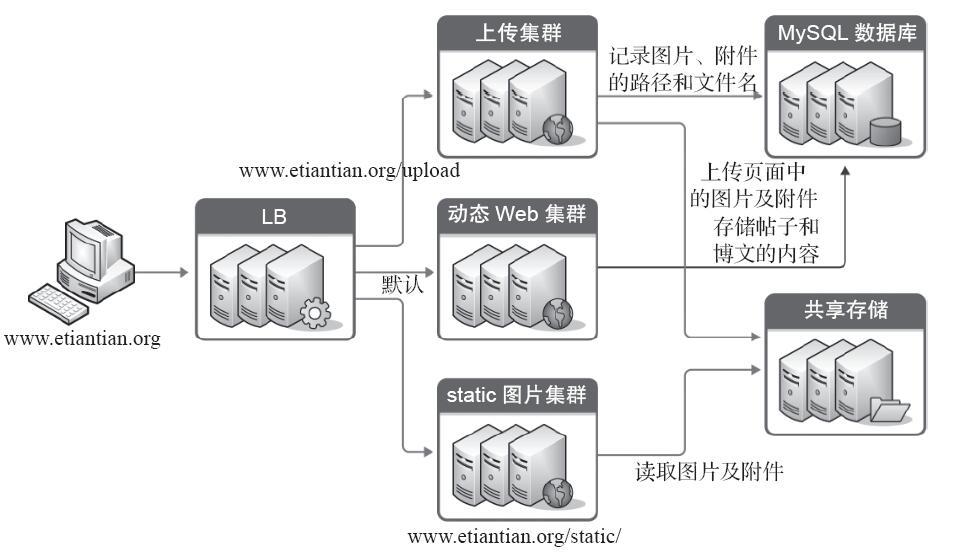 上传集群
MySQL 数据库
记录图片、附件
的路径和文件名
www.etiantian.org/upload
上传页面中
的图片及附件
LB
动态 Web 集群
存储帖子和
博文的内容
默认
www.etiantian.org
共享存储
static 图片集群
读取图片及附件
www.etiantian.org/static/